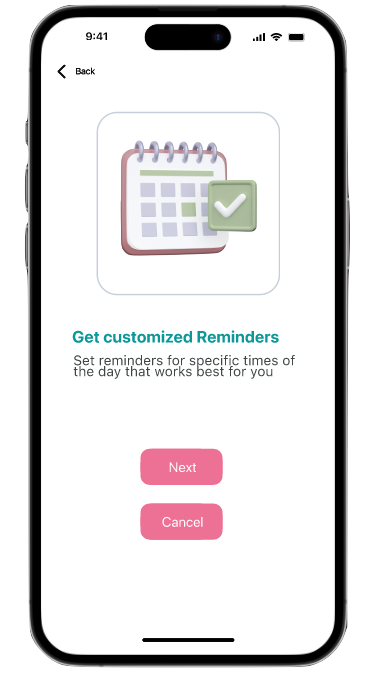 9:41
Back
Get customized Reminders
Set reminders for specific times of
the day that works best for you
Next
Cancel